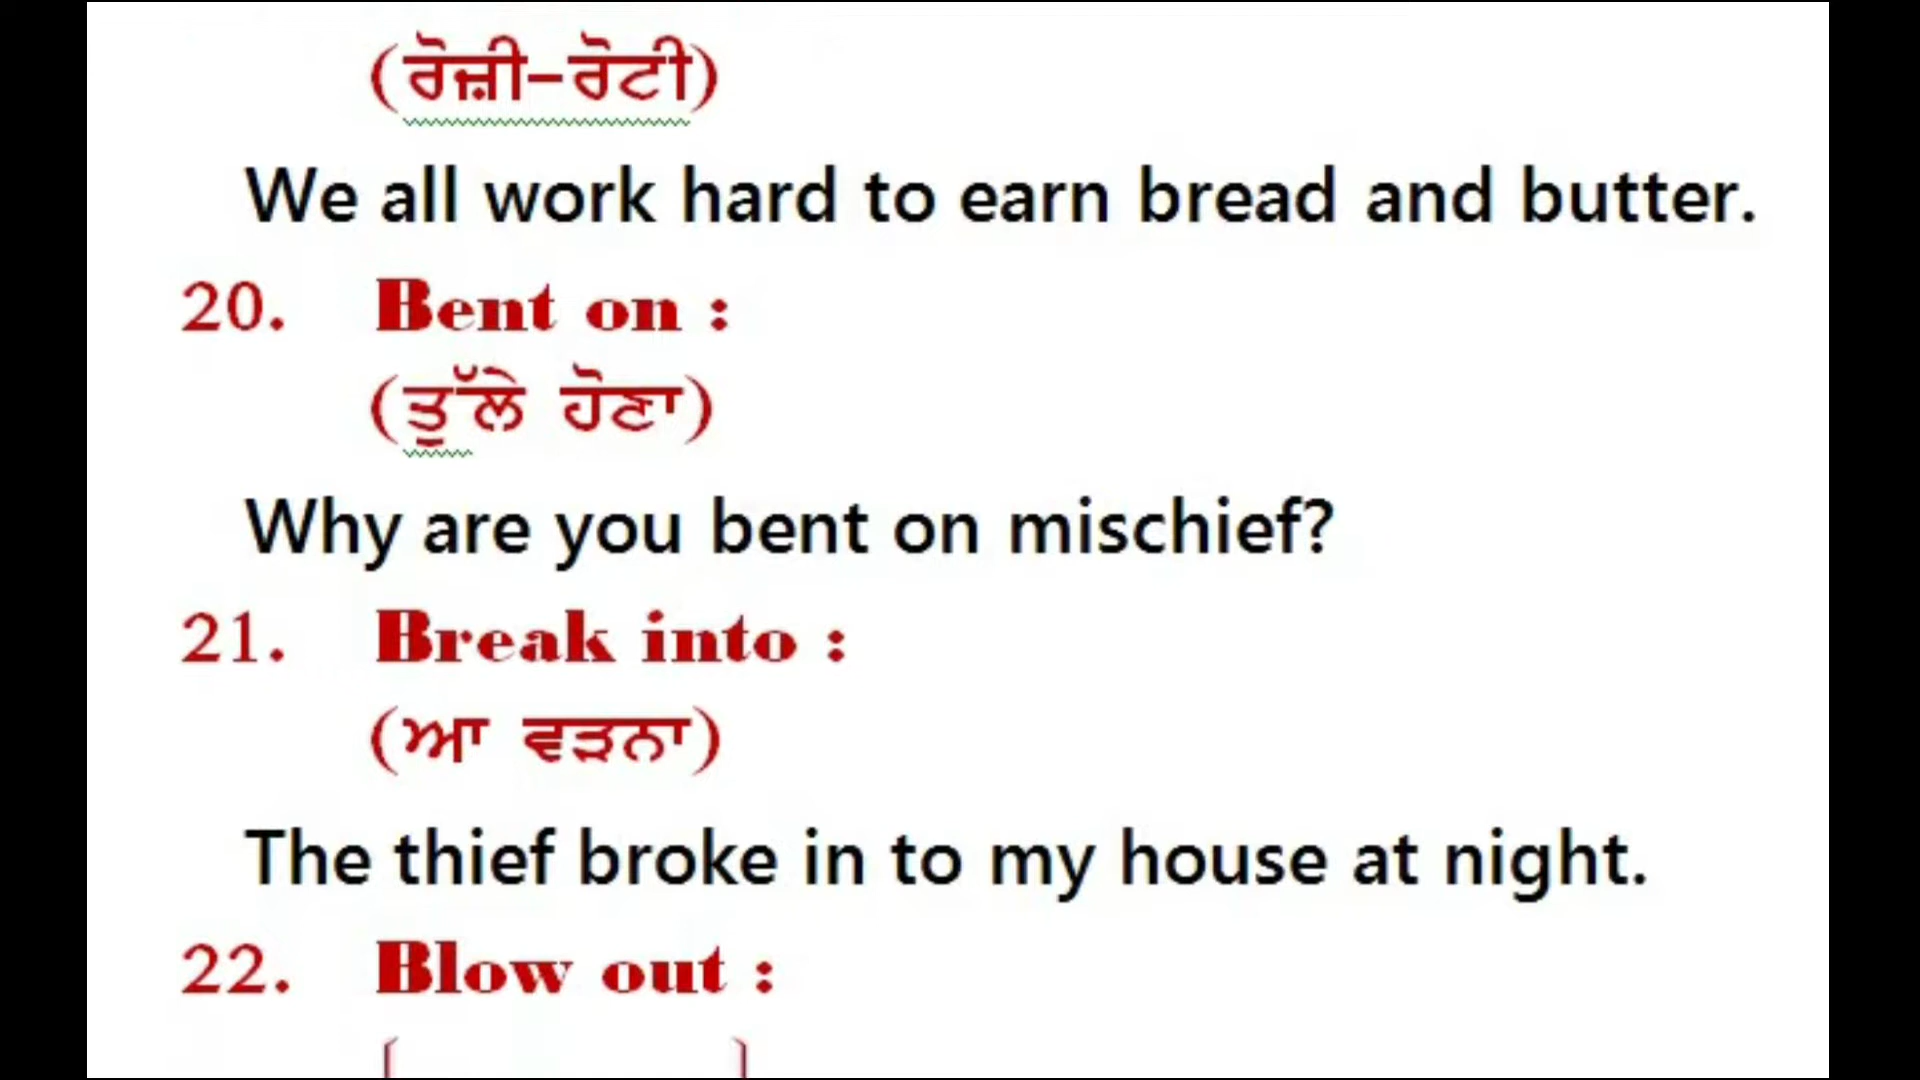 (ਰੋਜ਼ੀ-ਰੋਟੀ)
We all work hard to earn bread and butter.
20. Bent on :
(ਤੁੱਲੇ ਹੋਣਾ)
Why are you bent on mischief?
21. Break into :
(ਆ ਵੜਨਾ)
The thief broke in to my house at night.
22. Blow out :